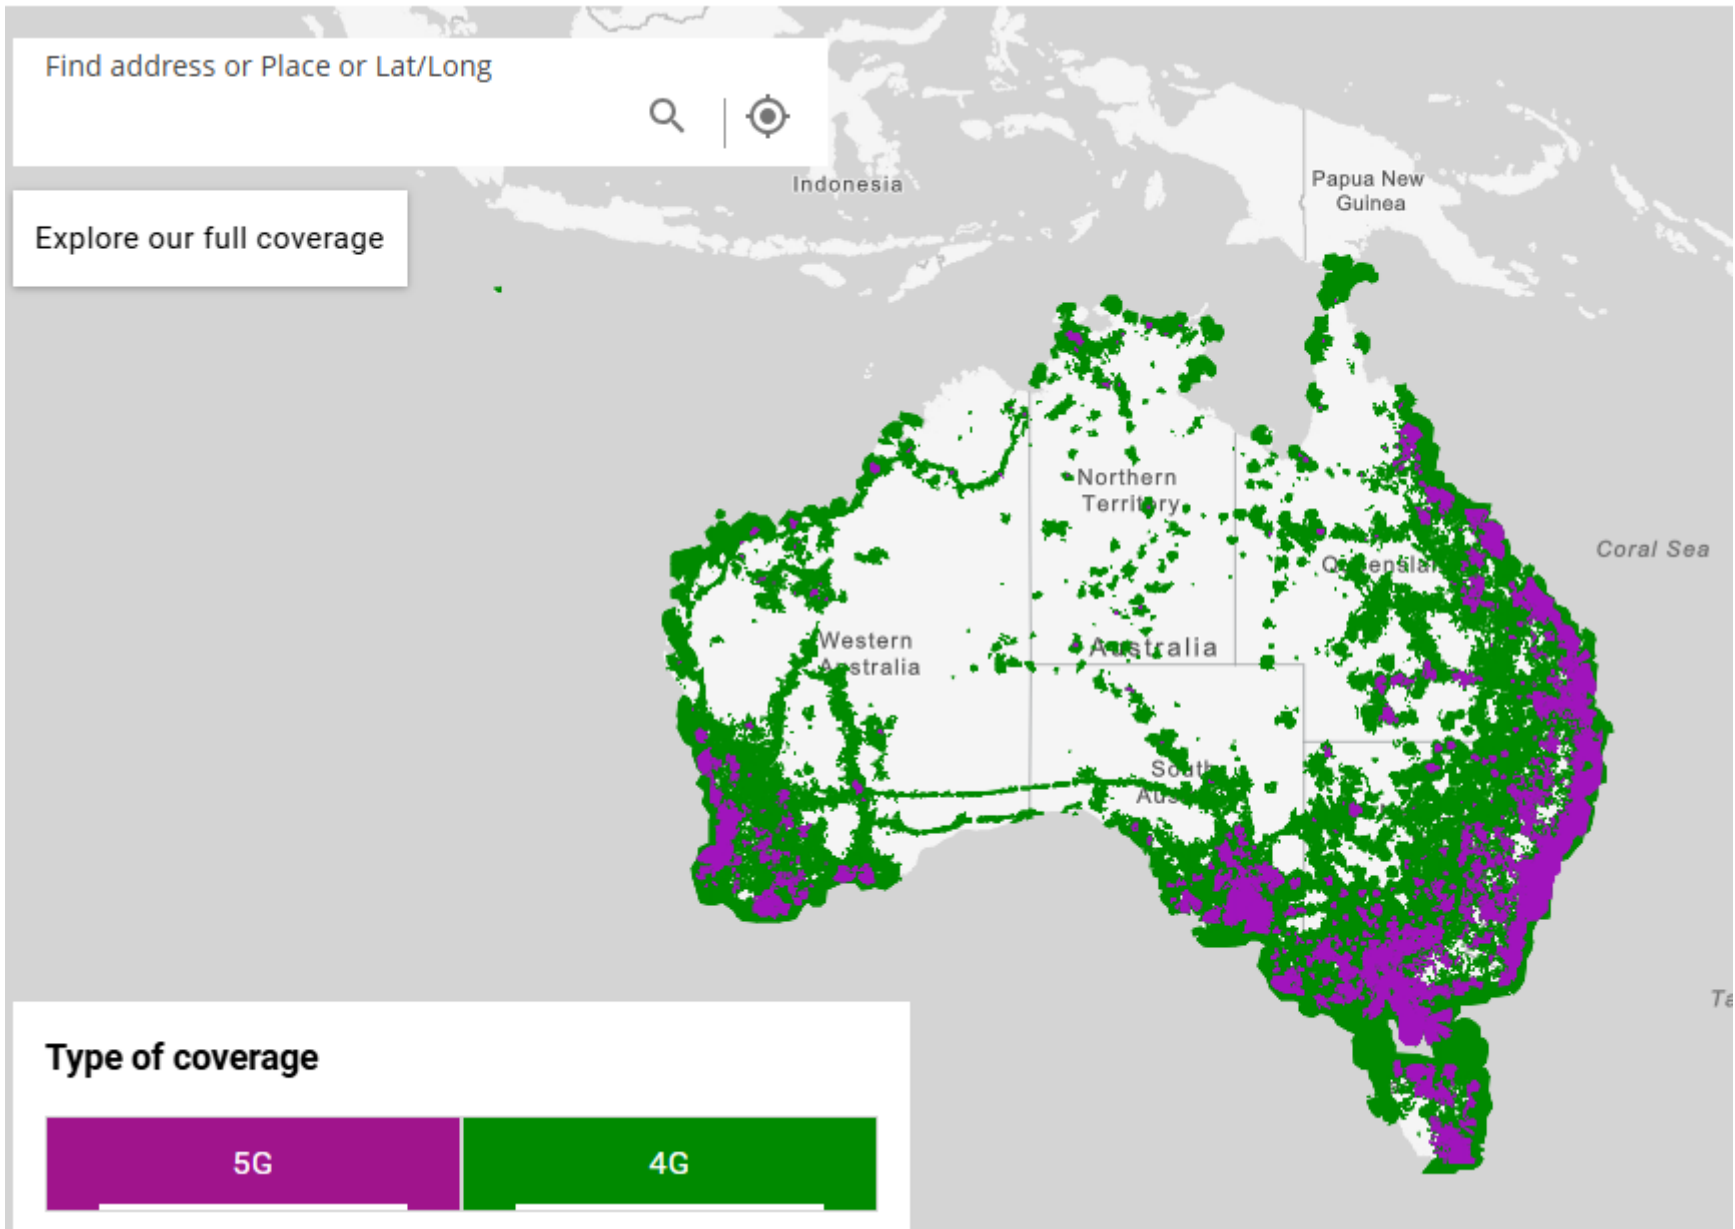 Find address or Place or Lat/Long
Explore our full coverage
Indonesia
Papua New
Guinea
Northern
Territory
Coral Sea
Western
Australia
Australia
South
Type of coverage
5G
4G